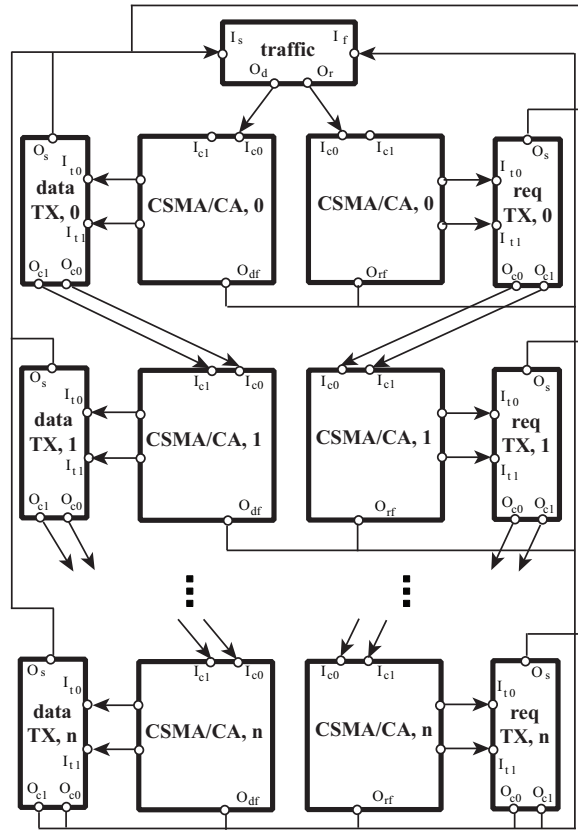 I s
I f
traffic
O d
O r
I c1
I c0
I c0
I c1
O s
O s
I t0
I t0
data
TX, 0
CSMA/CA, 0
CSMA/CA, 0
req
TX, 0
I t1
I t1
O c1
O c0
O df
O rf
O c0
O c1
I c1
I c0
I c0
I c1
O s
O s
I t0
I t0
data
TX, 1
CSMA/CA, 1
CSMA/CA, 1
req
TX, 1
I t1
I t1
O c1
O c0
O df
O rf
O c0
O c1
I c1
I c0
I c0
I c1
O s
O s
I t0
I t0
data
TX, n
CSMA/CA, n
CSMA/CA, n
req
TX, n
I t1
I t1
O c1
O c0
O df
O rf
O c0
O c1